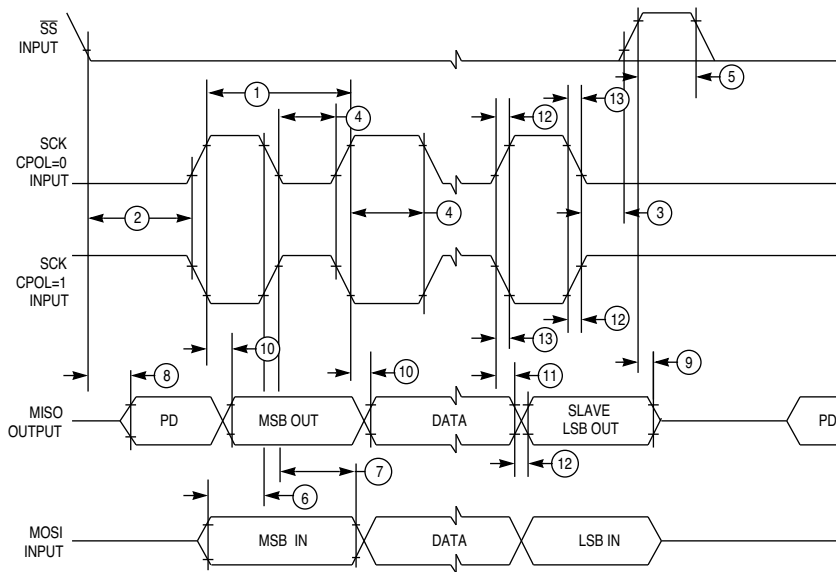 SS
INPUT
5
1
13
4
12
SCK
CPOL=0
INPUT
2
4
3
SCK
CPOL=1
INPUT
12
13
10
9
8
10
11
MISO
OUTPUT
PD
MSB OUT
DATA
SLAVE
LSB OUT
PD
7
12
6
MOSI
INPUT
MSB IN
DATA
LSB IN